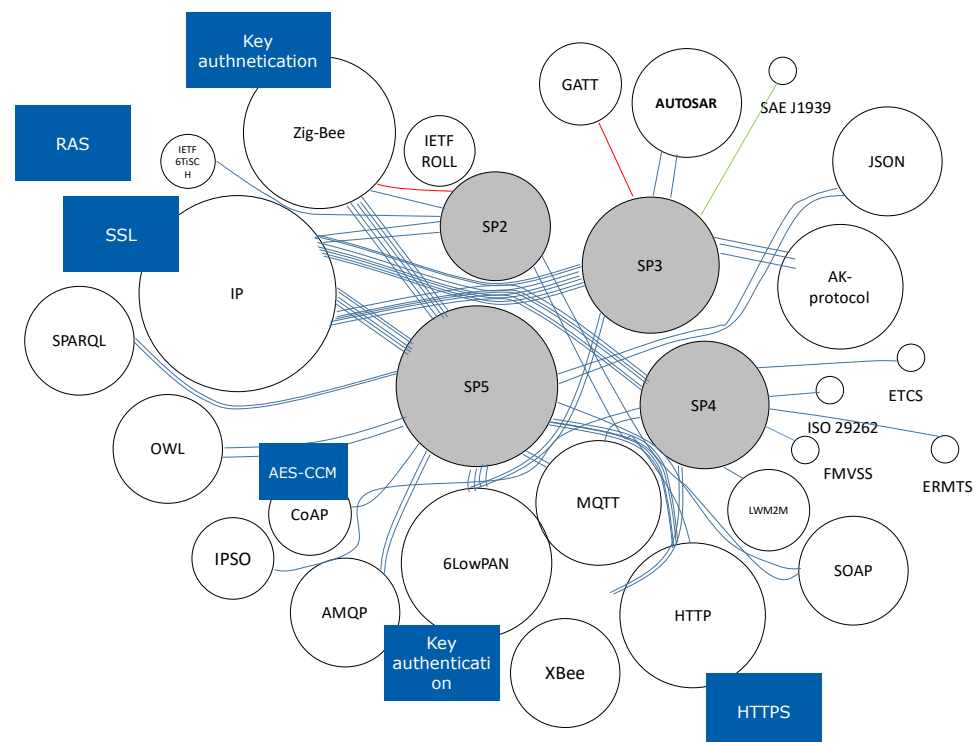 Key
authnetication
GATT
AUTOSAR
SAE J1939
Zig-Bee
RAS
IETF
6TiSC
H
IETF
ROLL
JSON
SSL
SP2
SP3
IP
AK-
protocol
SPARQL
SP5
SP4
ETCS
ISO 29262
OWL
AES-CCM
FMVSS
ERMTS
CoAP
MQTT
LWM2M
IPSO
6LowPAN
SOAP
AMQP
HTTP
Key
authenticati
on
XBee
HTTPS